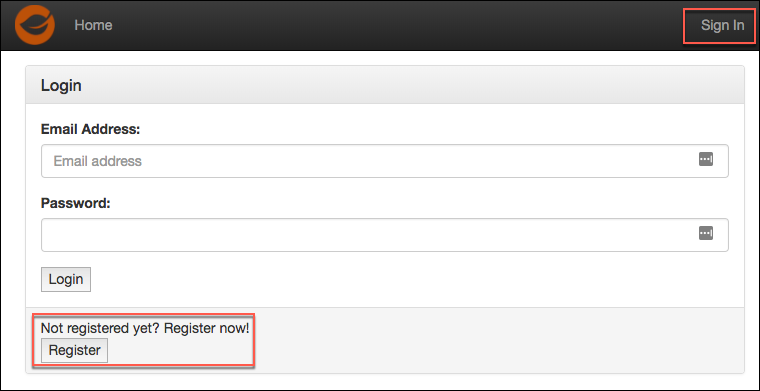 Home
Sign In
Login
Email Address:
Email address
Password:
Login
Not registered yet? Register now!
Register